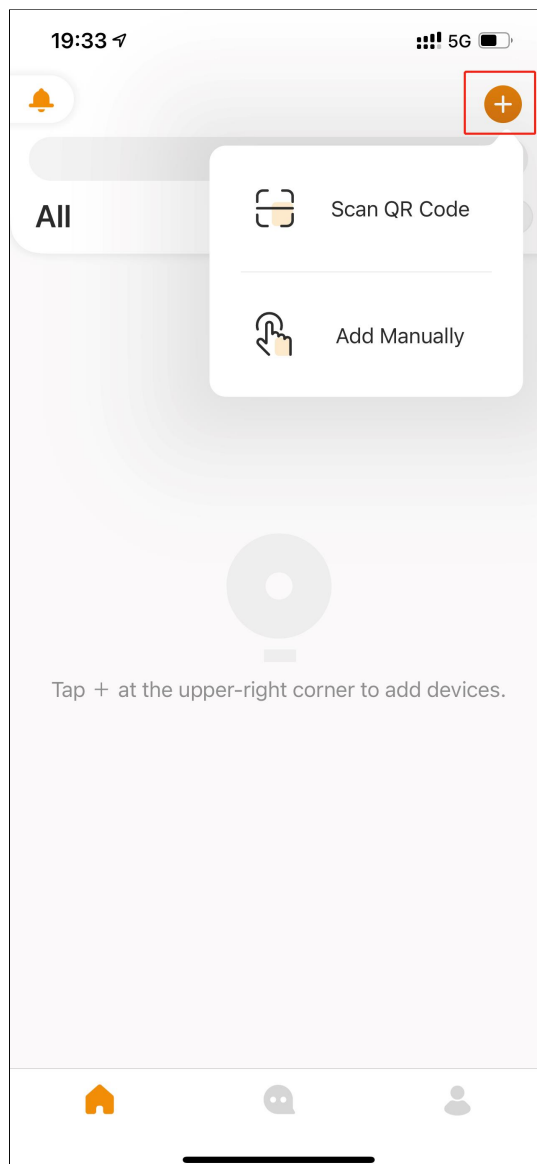 19:33
5G
All
Scan QR Code
Add Manually
Tap + at the upper-right corner to add devices.